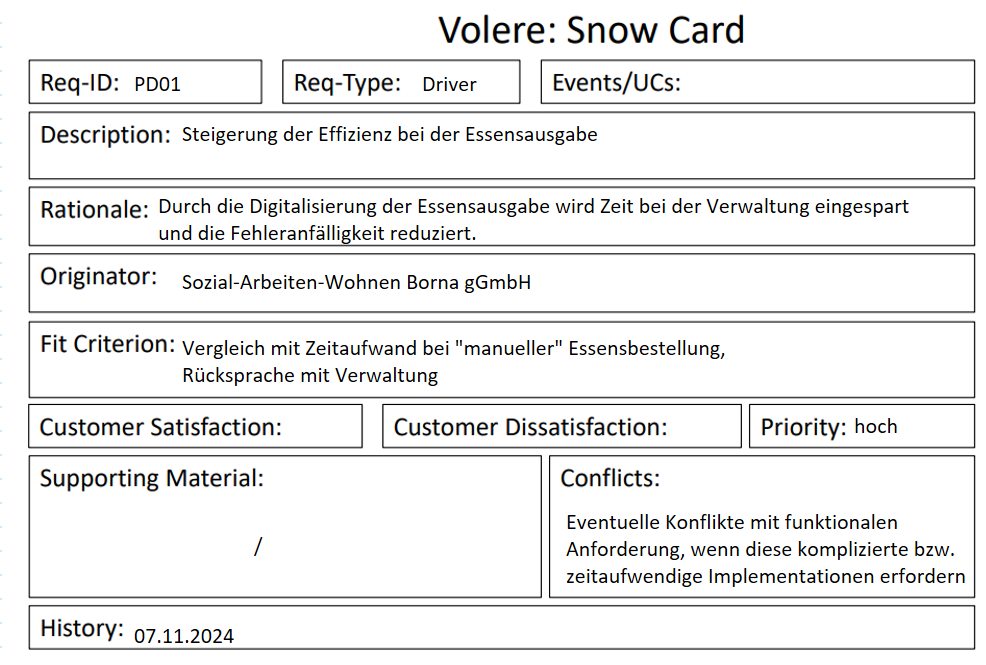 Volere: Snow Card
Req-ID: PD01
Req-Type: Driver
Events/UCs:
Description: Steigerung der Effizienz bei der Essensausgabe
Rationale: Durch die Digitalisierung der Essensausgabe wird Zeit bei der Verwaltung eingespart
und die Fehleranfälligkeit reduziert.
Originator: Sozial-Arbeiten-Wohnen Borna gGmbH
Fit Criterion: Vergleich mit Zeitaufwand bei "manueller" Essensbestellung,
Rücksprache mit Verwaltung
Customer Satisfaction:
Customer Dissatisfaction:
Priority: hoch
Supporting Material:
/
Conflicts:
Eventuelle Konflikte mit funktionalen
Anforderung, wenn diese komplizierte bzw.
zeitaufwendige Implementationen erfordern
History: 07.11.2024